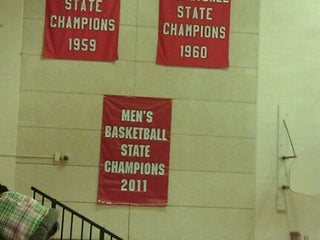 STATE
CHAMPIONS
1959
STATE
CHAMPIONS
1960
MEN'S
BASKETBALL
STATE
CHAMPIONS
2011